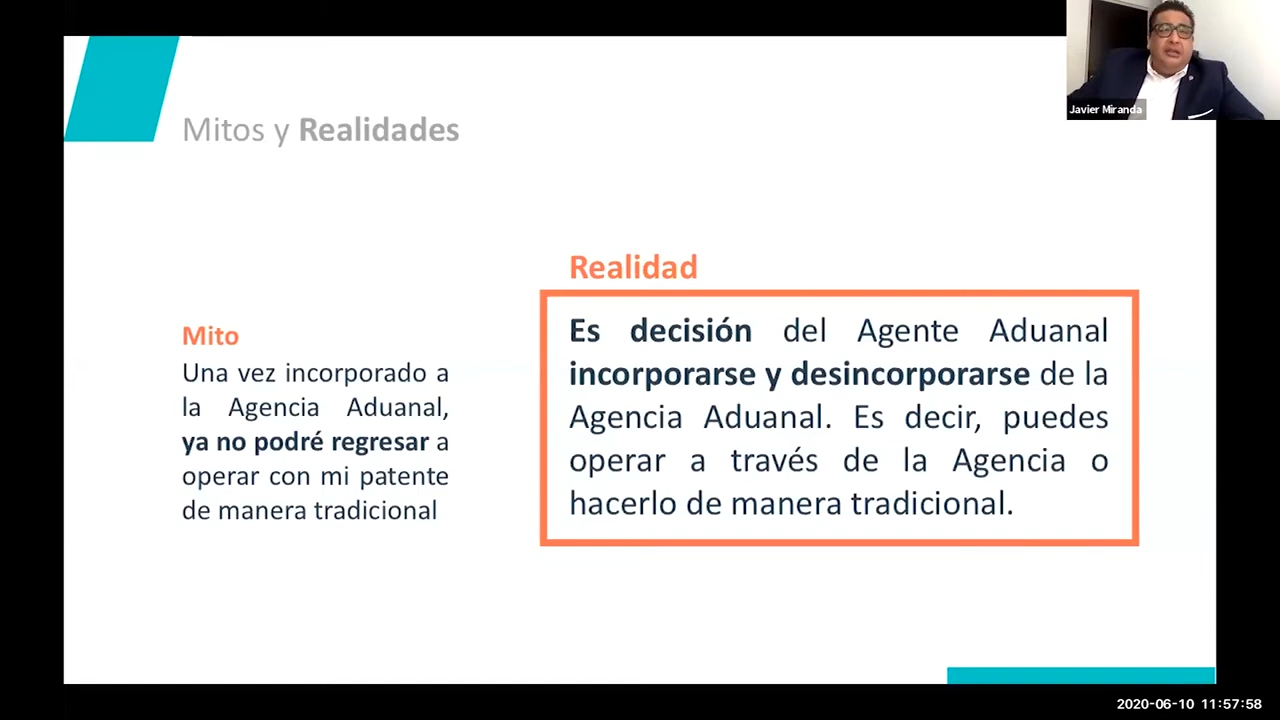 Javier Miranda
Mitos y Realidades
Realidad
Es decisión del Agente Aduanal
incorporarse y desincorporarse de la
Agencia Aduanal. Es decir, puedes
operar a través de la Agencia o
hacerlo de manera tradicional.
Mito
Una vez incorporado a
la Agencia Aduanal,
ya no podré regresar a
operar con mi patente
de manera tradicional
2020-06-10 11:57:58